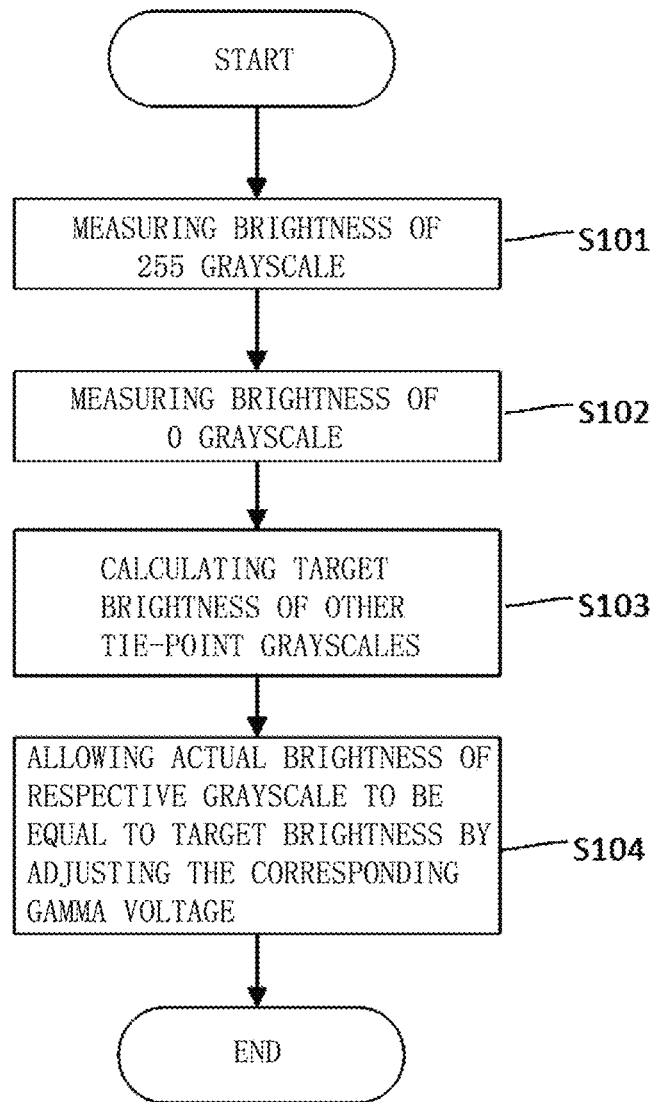 START
MEASURING BRIGHTNESS OF
255 GRAYSCALE
S101
MEASURING BRIGHTNESS OF
0 GRAYSCALE
S102
CALCULATING TARGET
BRIGHTNESS OF OTHER
TIE-POINT GRAYSCALES
S103
ALLOWING ACTUAL BRIGHTNESS OF
RESPECTIVE GRAYSCALE TO BE
EQUAL TO TARGET BRIGHTNESS BY
ADJUSTING THE CORRESPONDING
GAMMA VOLTAGE
S104
END